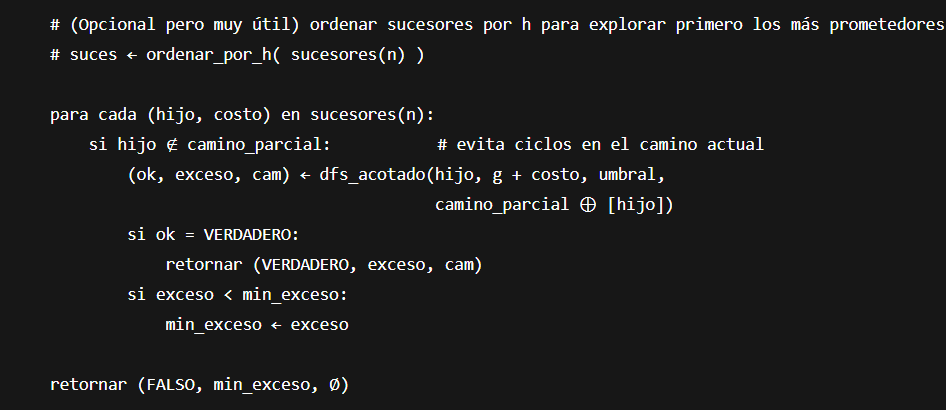 # (Opcional pero muy útil) ordenar sucesores por h para explorar primero los más prometedores
# suces ← ordenar_por_h( sucesores(n) )
para cada (hijo, costo) en sucesores(n):
si hijo ∉ camino_parcial: # evita ciclos en el camino actual
(ok, exceso, cam) ← dfs_acotado(hijo, g + costo, umbral,
camino_parcial ⊕ [hijo])
si ok = VERDADERO:
retornar (VERDADERO, exceso, cam)
si exceso < min_exceso:
min_exceso ← exceso
retornar (FALSO, min_exceso, Ø)